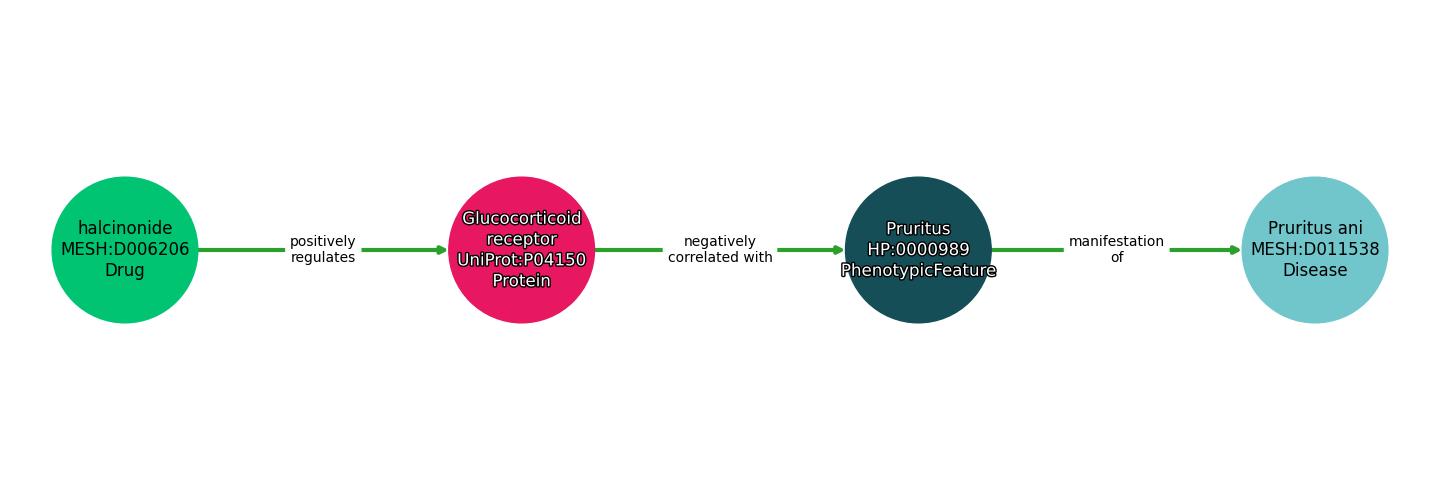 halcinonide
MESH:D006206
Drug
positively
regulates
Glucocorticoid
receptor
UniProt:P04150
Protein
negatively
correlated with
Pruritus
HP:0000989
PhenotypicFeature
manifestation
of
Pruritus ani
MESH:D011538
Disease